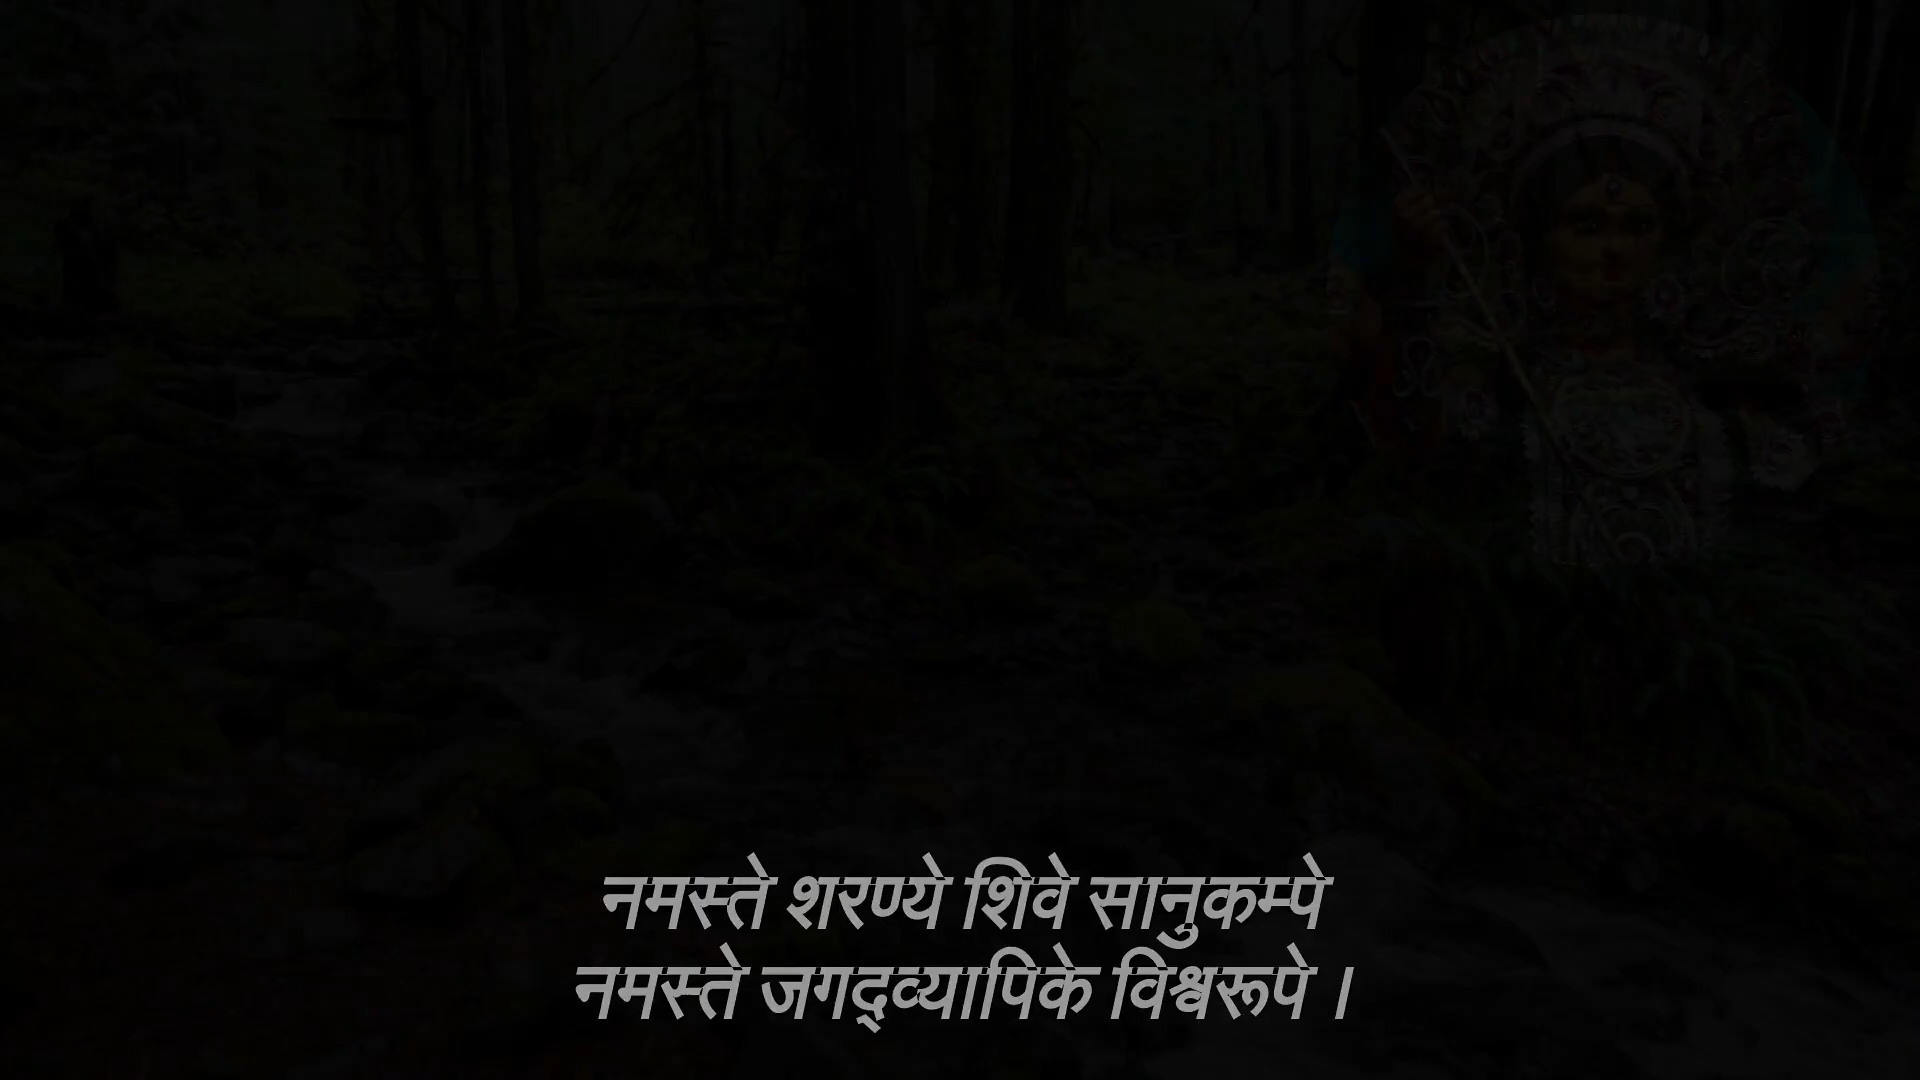 नमस्ते शरण्ये शिवे सानुकम्पे
नमस्ते जगद्व्यापिके विश्वरूपे ।